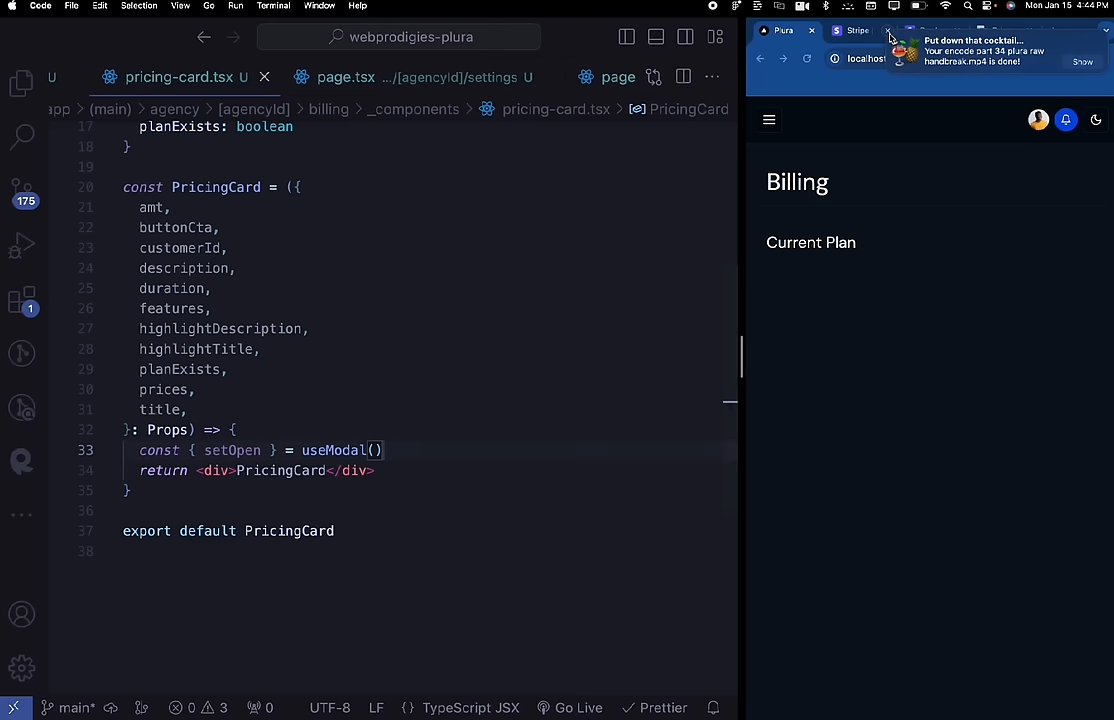 Code File Edit Selection View Go Run Terminal Window Help
Mon Jan 15 4:44 PM
webprodigies-plura
U
pricing-card.tsx U
page.tsx .../[agencyId]/settings U
page
app > (main) > agency > [agencyId] > billing > _components > pricing-card.tsx > PricingCard
17 planExists: boolean
18 }
19
20 const PricingCard = ({
21 amt,
22 buttonCta,
23 customerId,
24 description,
25 duration,
26 features,
27 highlightDescription,
28 highlightTitle,
29 planExists,
30 prices,
31 title,
32 }: Props) => {
33 const { setOpen } = useModal()
34 return <div>PricingCard</div>
35 }
36
37 export default PricingCard
38
175
1
main*
0 3
0
UTF-8
LF
{ } TypeScript JSX
Go Live
Prettier
Plura
Stripe
localhost
Put down that cocktail...
Your encode part 34 plura raw
handbreak.mp4 is done!
Show
Billing
Current Plan